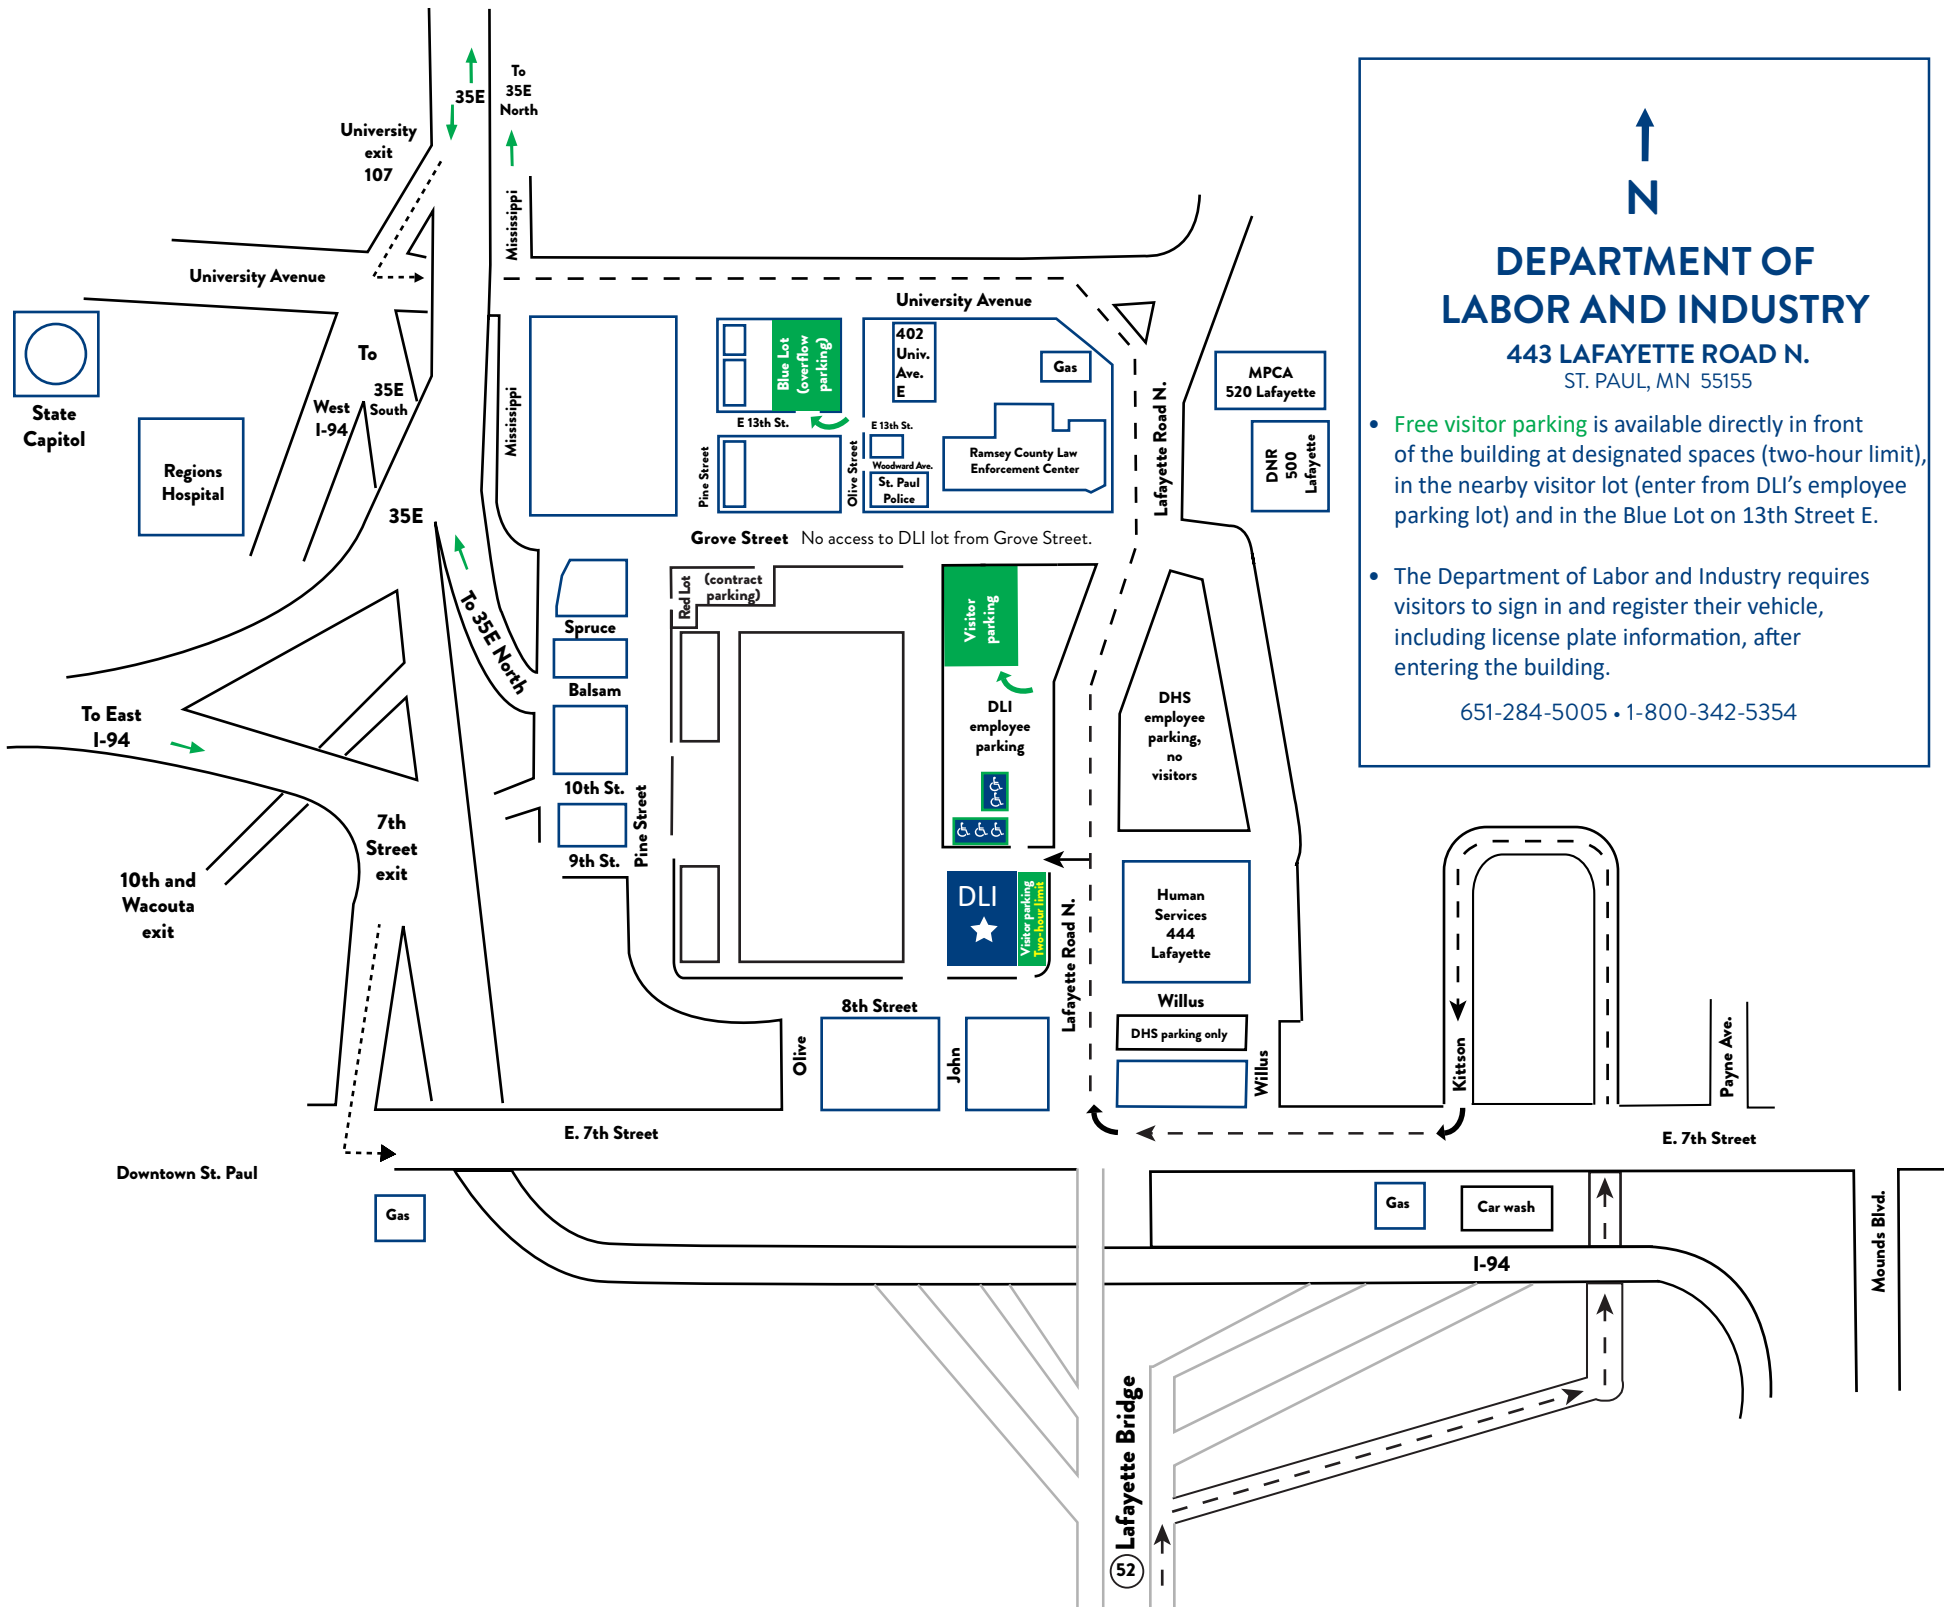 35E
To
35E
North
University
exit
107
Mississippi
University Avenue
University Avenue
N
DEPARTMENT OF
LABOR AND INDUSTRY
443 LAFAYETTE ROAD N.
ST. PAUL, MN 55155
• Free visitor parking is available directly in front
of the building at designated spaces (two-hour limit),
in the nearby visitor lot (enter from DLI's employee
parking lot) and in the Blue Lot on 13th Street E.
• The Department of Labor and Industry requires
visitors to sign in and register their vehicle,
including license plate information, after
entering the building.
651-284-5005 • 1-800-342-5354
State
Capitol
To
35E
South
West
I-94
Regions
Hospital
Mississippi
Blue Lot
(overflow
parking)
402
Univ.
Ave.
E
Gas
E 13th St.
E 13th St.
Pine Street
Olive Street
Woodward Ave.
St. Paul
Police
Ramsey County Law
Enforcement Center
Lafayette Road N.
MPCA
520 Lafayette
DNR
500
Lafayette
35E
Grove Street No access to DLI lot from Grove Street.
Red Lot
(contract
parking)
Visitor
parking
To 35E North
Spruce
Balsam
10th St.
9th St.
Pine Street
To East
I-94
DLI
employee
parking
DHS
employee
parking,
no
visitors
7th
Street
exit
10th and
Wacouta
exit
DLI
Visitor parking
Two-hour limit
Lafayette Road N.
Human
Services
444
Lafayette
Willus
DHS parking only
Willus
8th Street
Olive
John
Kittson
Payne Ave.
E. 7th Street
E. 7th Street
Downtown St. Paul
Gas
Gas
Car wash
I-94
Mounds Blvd.
Lafayette Bridge
52